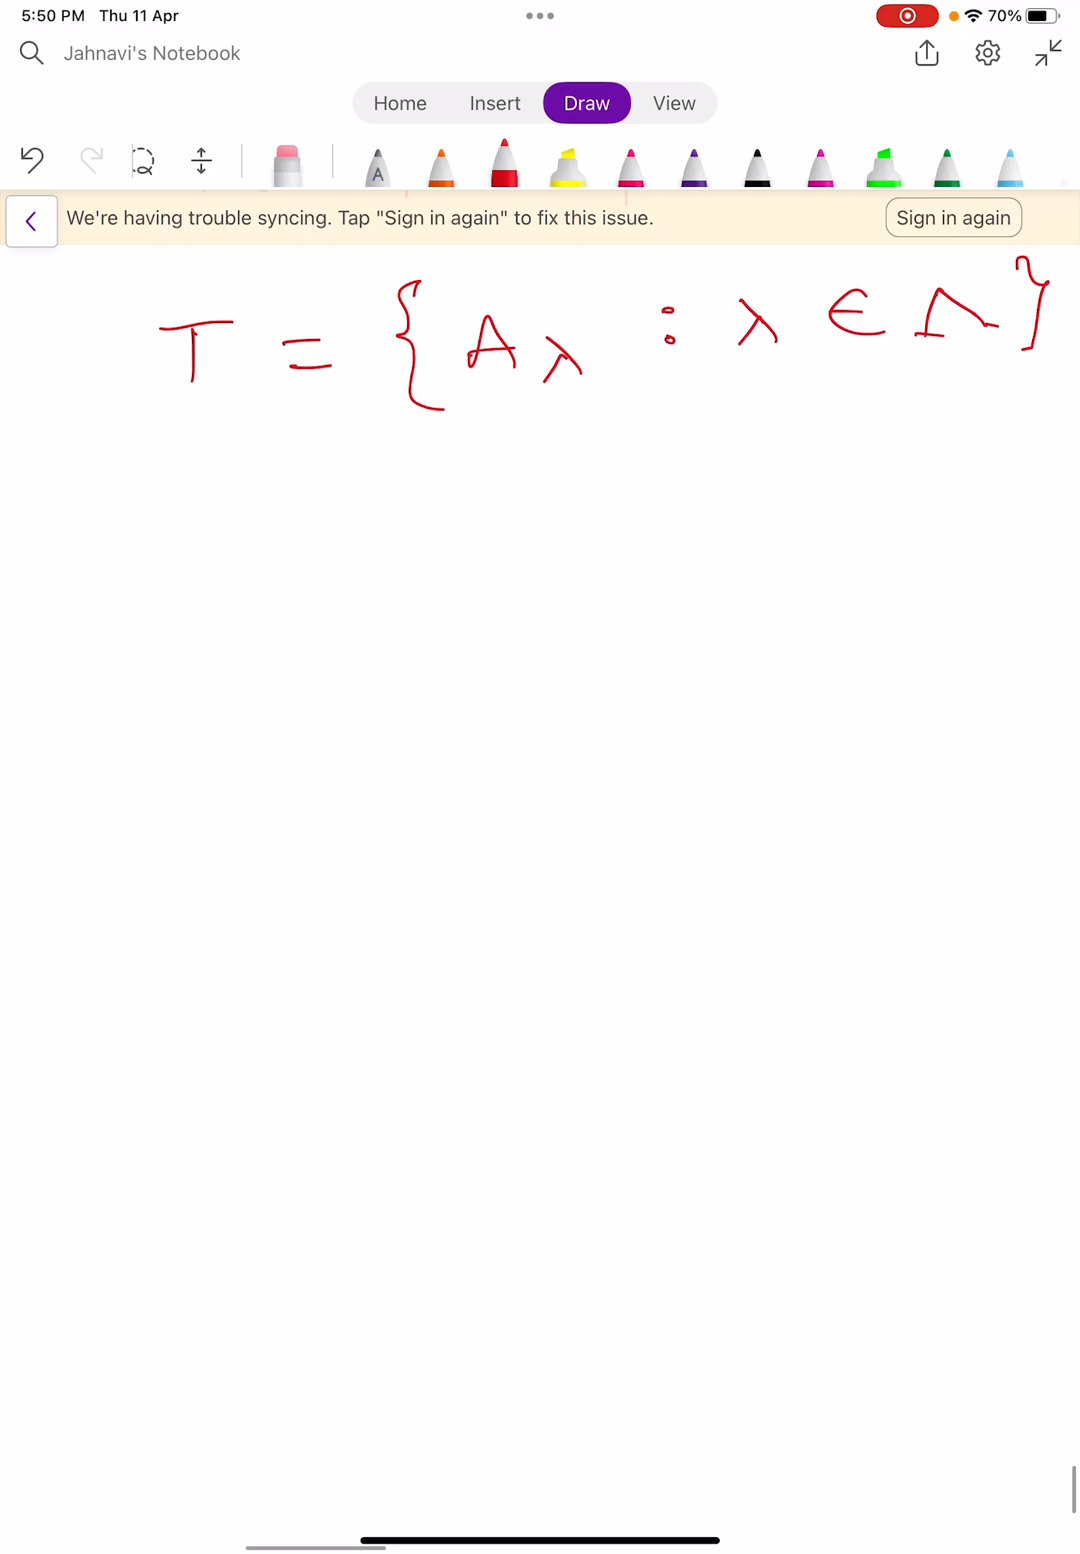 5:50 PM Thu 11 Apr
70%
Jahnavi's Notebook
Home Insert Draw View
A
We're having trouble syncing. Tap "Sign in again" to fix this issue. Sign in again
T = { A_λ : λ ∈ Λ }